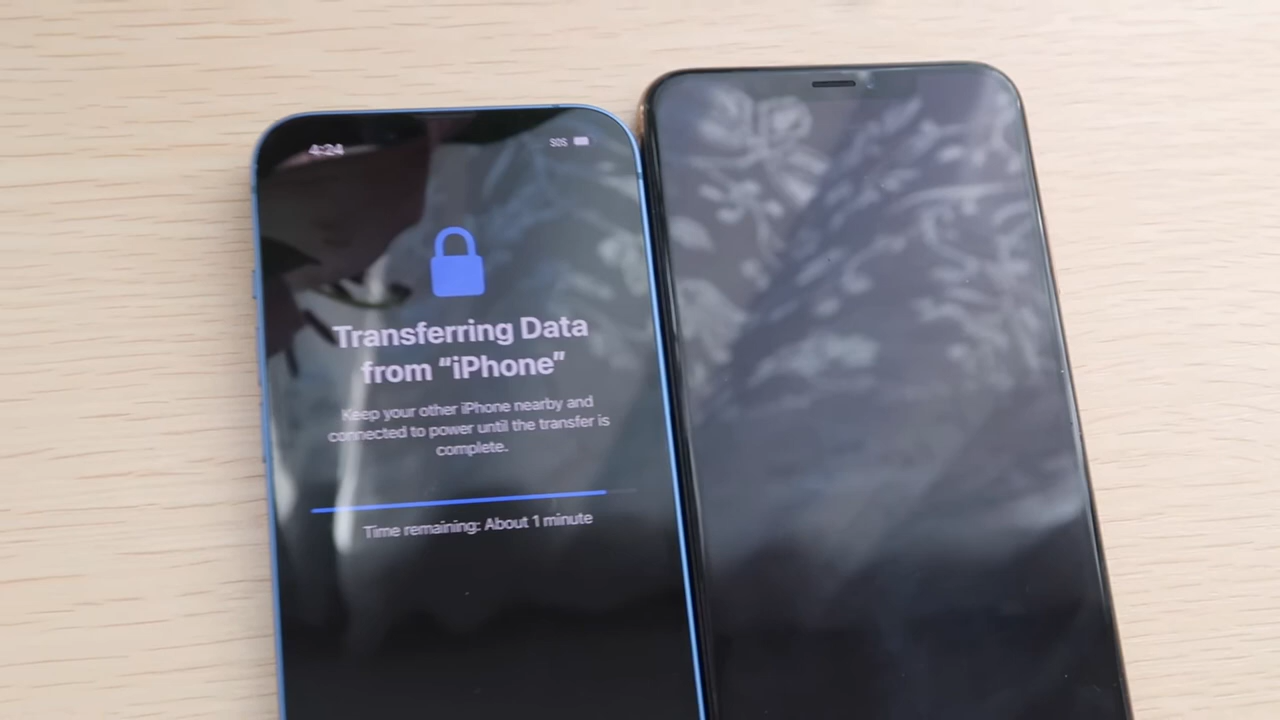 4:24
SOS
Transferring Data
from “iPhone”
Keep your other iPhone nearby and
connected to power until the transfer is
complete.
Time remaining: About 1 minute